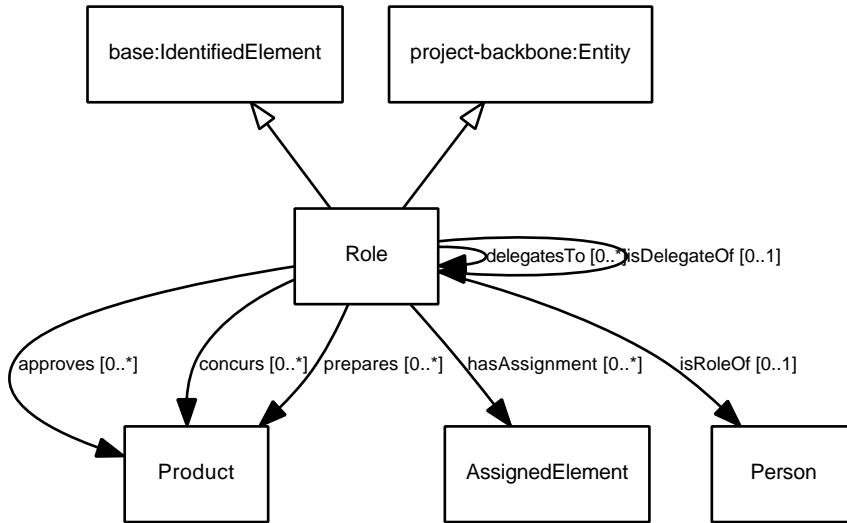 base:IdentifiedElement
project-backbone:Entity
Role
delegatesTo [0..*]
isDelegateOf [0..1]
approves [0..*]
concurs [0..*]
prepares [0..*]
hasAssignment [0..*]
isRoleOf [0..1]
Product
AssignedElement
Person